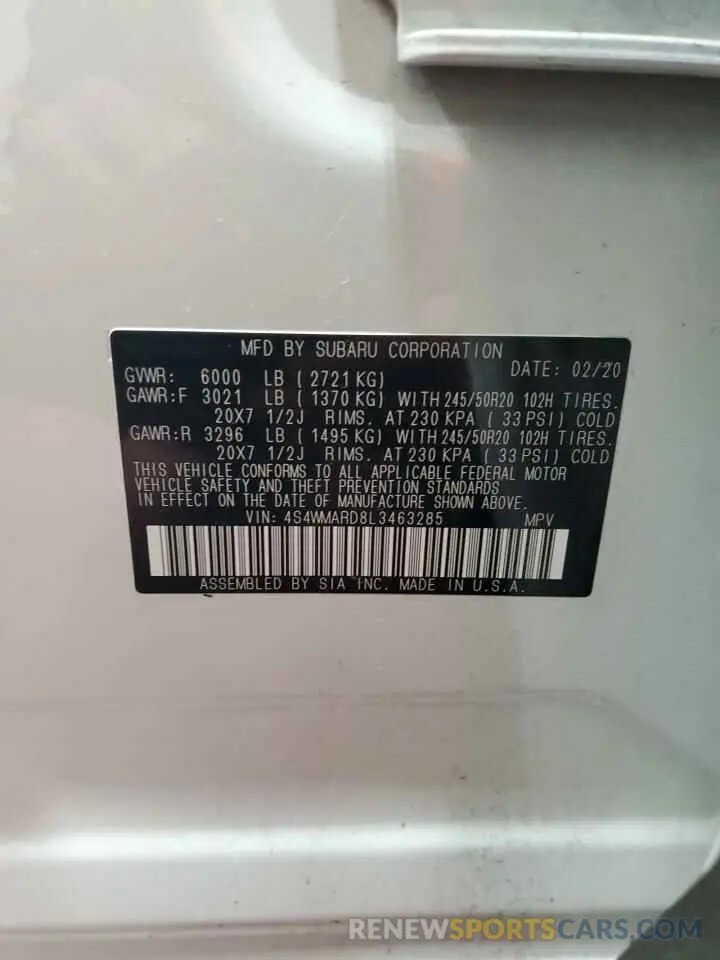 MFD BY SUBARU CORPORATION
DATE: 02/20
GVWR: 6000 LB ( 2721 KG)
GAWR:F 3021 LB ( 1370 KG) WITH 245/50R20 102H TIRES.
20X7 1/2J RIMS. AT 230 KPA ( 33 PSI) COLD
GAWR:R 3296 LB ( 1495 KG) WITH 245/50R20 102H TIRES.
20X7 1/2J RIMS. AT 230 KPA ( 33 PSI) COLD
THIS VEHICLE CONFORMS TO ALL APPLICABLE FEDERAL MOTOR
VEHICLE SAFETY AND THEFT PREVENTION STANDARDS
IN EFFECT ON THE DATE OF MANUFACTURE SHOWN ABOVE.
VIN: 4S4WMARD8L3463285 MPV
ASSEMBLED BY SIA INC. MADE IN U.S.A.
RENEWSPORTSCARS.COM